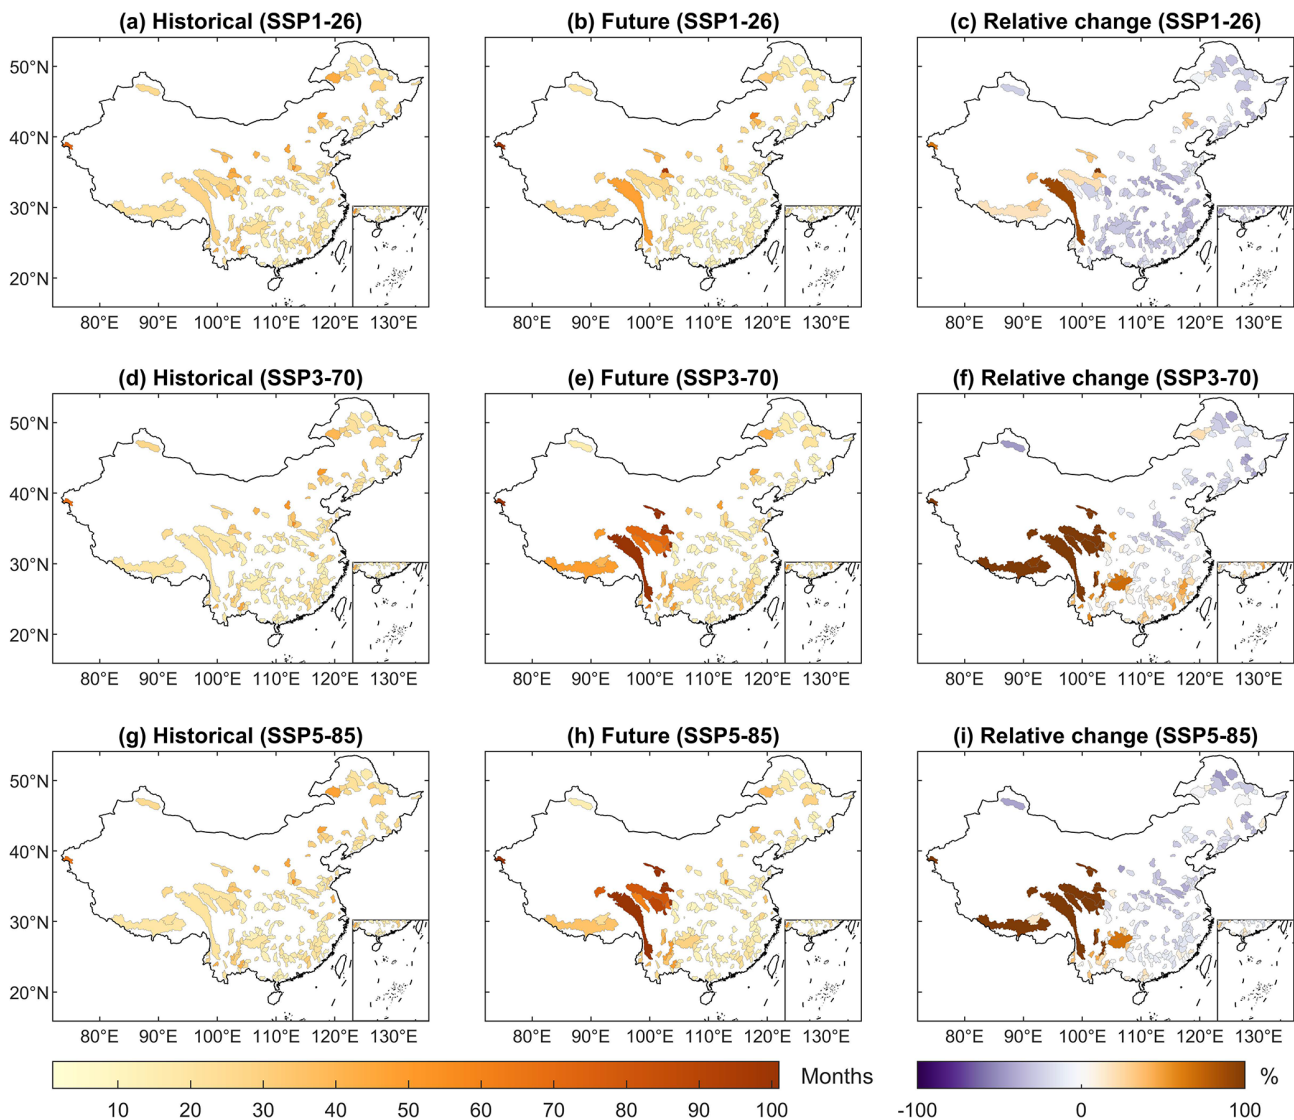 (a) Historical (SSP1-26) (b) Future (SSP1-26) (c) Relative change (SSP1-26)
50°N
40°N
30°N
20°N
80°E 90°E 100°E 110°E 120°E 130°E 80°E 90°E 100°E 110°E 120°E 130°E 80°E 90°E 100°E 110°E 120°E 130°E
(d) Historical (SSP3-70) (e) Future (SSP3-70) (f) Relative change (SSP3-70)
50°N
40°N
30°N
20°N
80°E 90°E 100°E 110°E 120°E 130°E 80°E 90°E 100°E 110°E 120°E 130°E 80°E 90°E 100°E 110°E 120°E 130°E
(g) Historical (SSP5-85) (h) Future (SSP5-85) (i) Relative change (SSP5-85)
50°N
40°N
30°N
20°N
80°E 90°E 100°E 110°E 120°E 130°E 80°E 90°E 100°E 110°E 120°E 130°E 80°E 90°E 100°E 110°E 120°E 130°E
Months %
10 20 30 40 50 60 70 80 90 100 -100 0 100